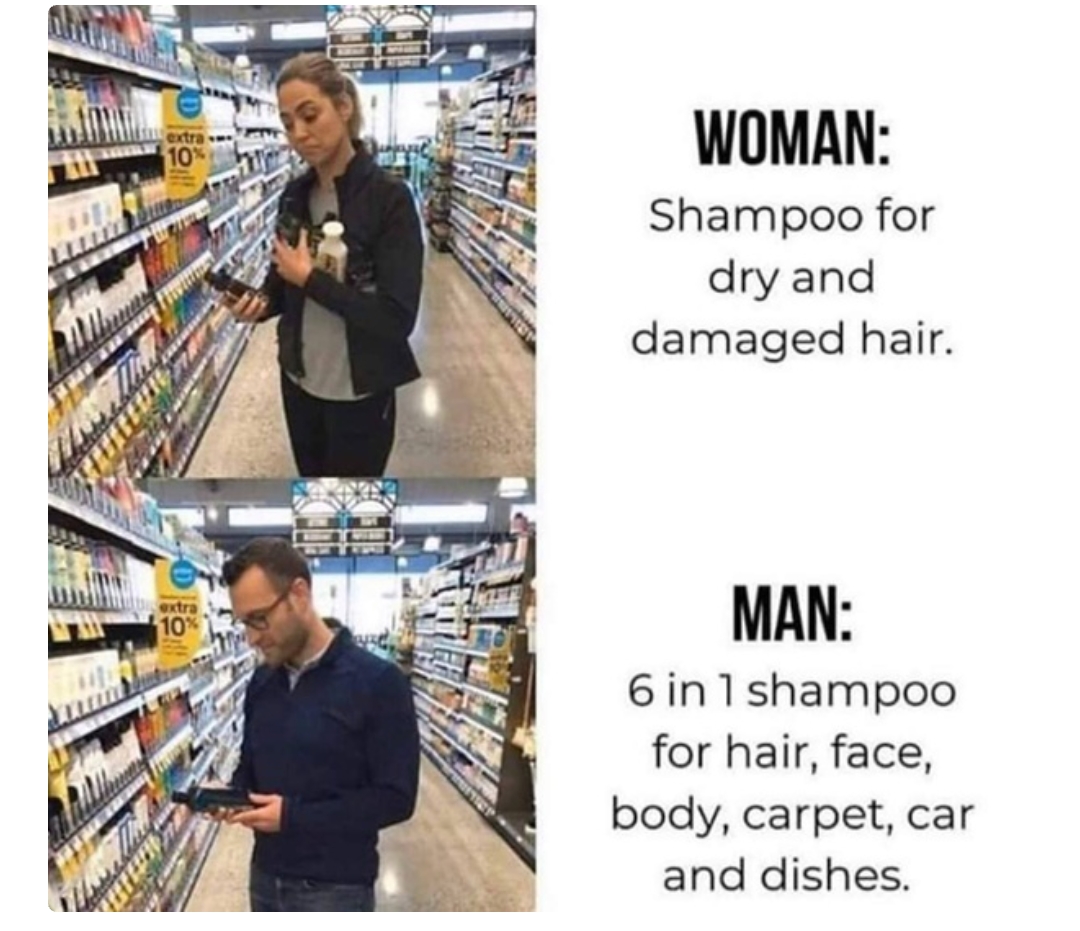 extra
10%
WOMAN:
Shampoo for
dry and
damaged hair.
extra
10%
MAN:
6 in 1 shampoo
for hair, face,
body, carpet, car
and dishes.